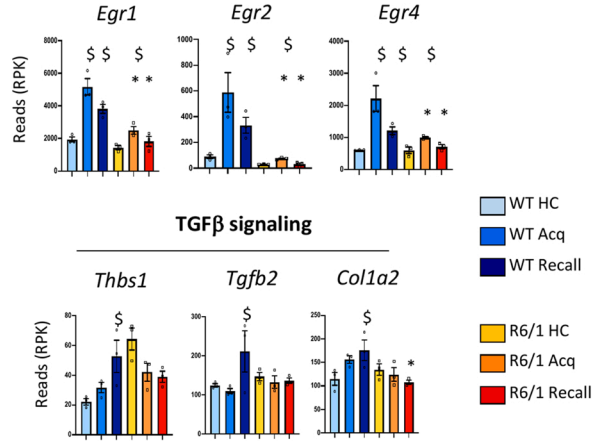 Egr1 Egr2 Egr4
$ $ $ $ $ $ $ $ $
* * * * * *
Reads (RPK)
8000
6000
4000
2000
0
1000
800
600
400
200
0
4000
3000
2000
1000
0
TGFβ signaling
Thbs1 Tgfb2 Col1a2
$ $ $
*
Reads (RPK)
80
60
40
20
0
400
300
200
100
0
250
200
150
100
50
0
WT HC
WT Acq
WT Recall
R6/1 HC
R6/1 Acq
R6/1 Recall